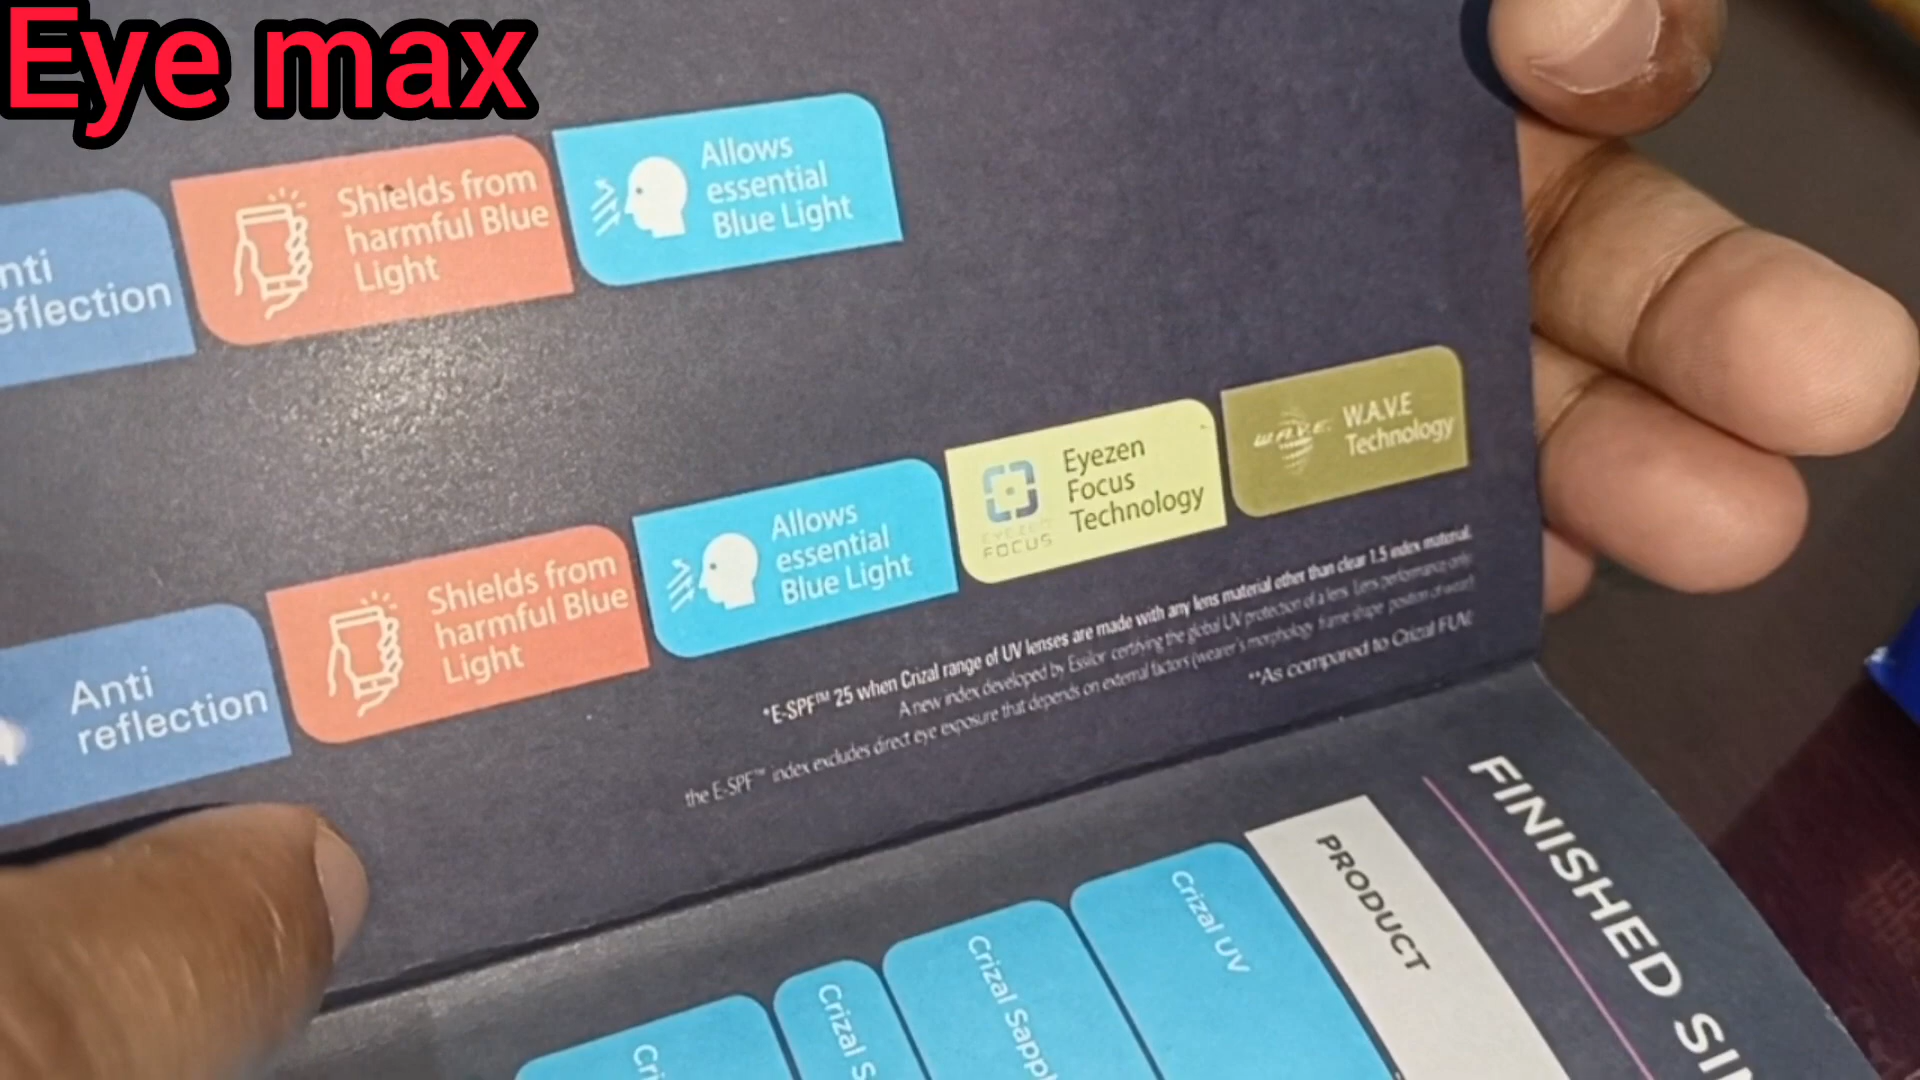 Eye max
nti
eflection
Shields from
harmful Blue
Light
Allows
essential
Blue Light
Anti
reflection
Shields from
harmful Blue
Light
Allows
essential
Blue Light
EYEZEN
FOCUS
Eyezen
Focus
Technology
W.A.V.E.
W.A.V.E
Technology
*E-SPF™ 25 when Crizal range of UV lenses are made with any lens material other than clear 1.5 index material.
A new index developed by Essilor certifying the global UV protection of a lens. Lens performance only:
the E-SPF™ index excludes direct eye exposure that depends on external factors (wearer's morphology frame shape position of wear)
**As compared to Crizal FUV.
FINISHED SI
PRODUCT
Crizal UV
Crizal Sapp
Crizal S
Cri